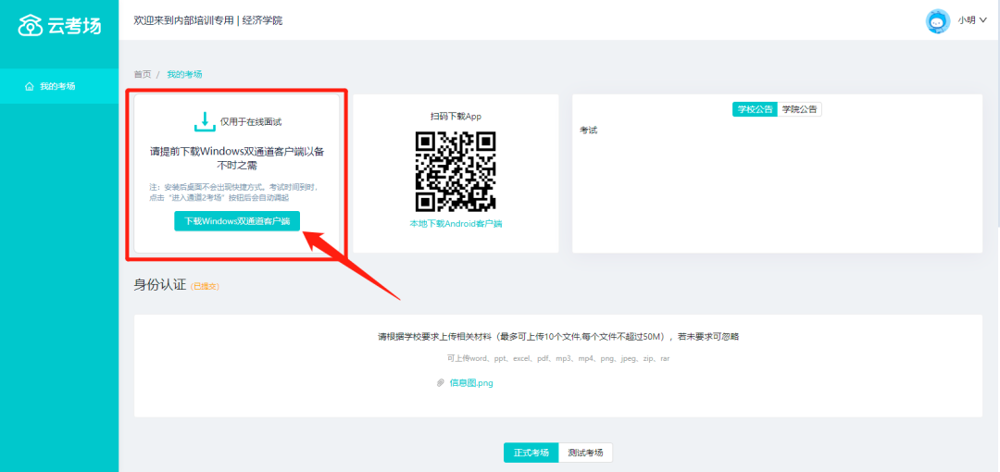 云考场
欢迎来到内部培训专用 | 经济学院
小明
我的考场
首页 / 我的考场
仅用于在线面试
请提前下载Windows双通道客户端以备
不时之需
注：安装后桌面不会出现快捷方式。考试时间到时，
点击“进入通道2考场”按钮后会自动调起
下载Windows双通道客户端
扫码下载App
本地下载Android客户端
学校公告 学院公告
考试
身份认证 (已提交)
请根据学校要求上传相关材料（最多可上传10个文件,每个文件不超过50M），若未要求可忽略
可上传word、ppt、excel、pdf、mp3、mp4、png、jpeg、zip、rar
信息图.png
正式考场 测试考场